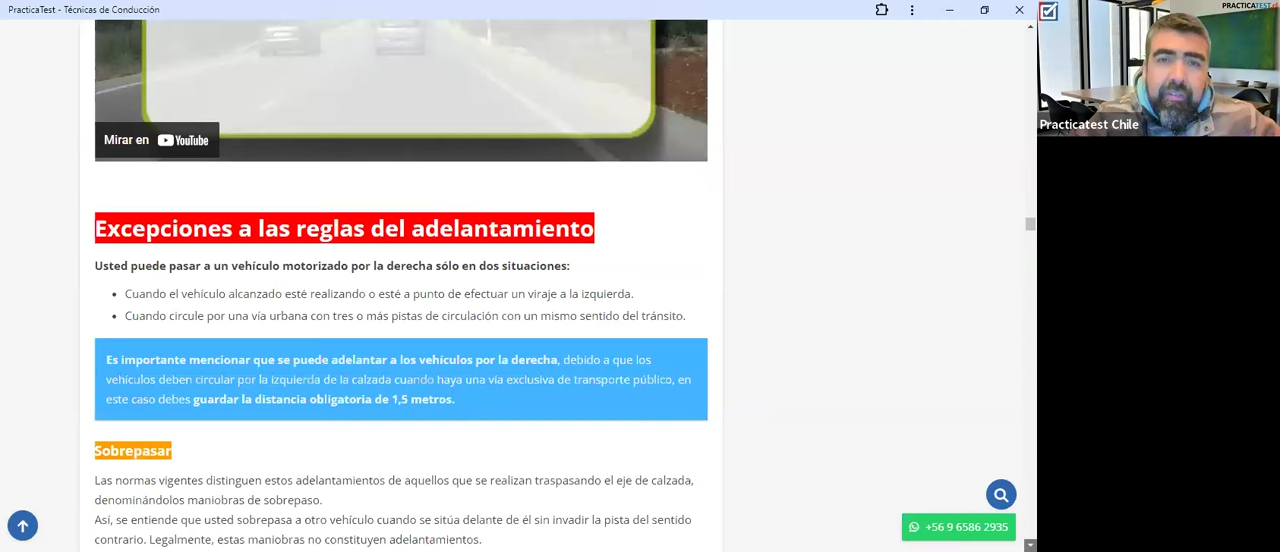 PracticaTest - Técnicas de Conducción
PRACTICATEST.cl
Practicatest Chile
Mirar en YouTube
Excepciones a las reglas del adelantamiento
Usted puede pasar a un vehículo motorizado por la derecha sólo en dos situaciones:
• Cuando el vehículo alcanzado esté realizando o esté a punto de efectuar un viraje a la izquierda.
• Cuando circule por una vía urbana con tres o más pistas de circulación con un mismo sentido del tránsito.
Es importante mencionar que se puede adelantar a los vehículos por la derecha, debido a que los
vehículos deben circular por la izquierda de la calzada cuando haya una vía exclusiva de transporte público, en
este caso debes guardar la distancia obligatoria de 1,5 metros.
Sobrepasar
Las normas vigentes distinguen estos adelantamientos de aquellos que se realizan traspasando el eje de calzada,
denominándolos maniobras de sobrepaso.
Así, se entiende que usted sobrepasa a otro vehículo cuando se sitúa delante de él sin invadir la pista del sentido
contrario. Legalmente, estas maniobras no constituyen adelantamientos.
+56 9 6586 2935